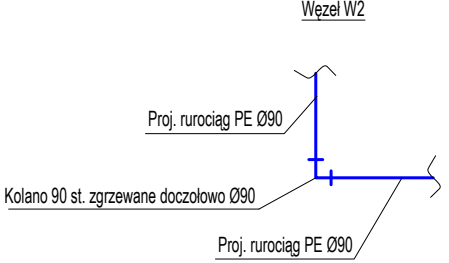 Węzeł W2
Proj. rurociąg PE Ø90
Kolano 90 st. zgrzewane doczołowo Ø90
Proj. rurociąg PE Ø90